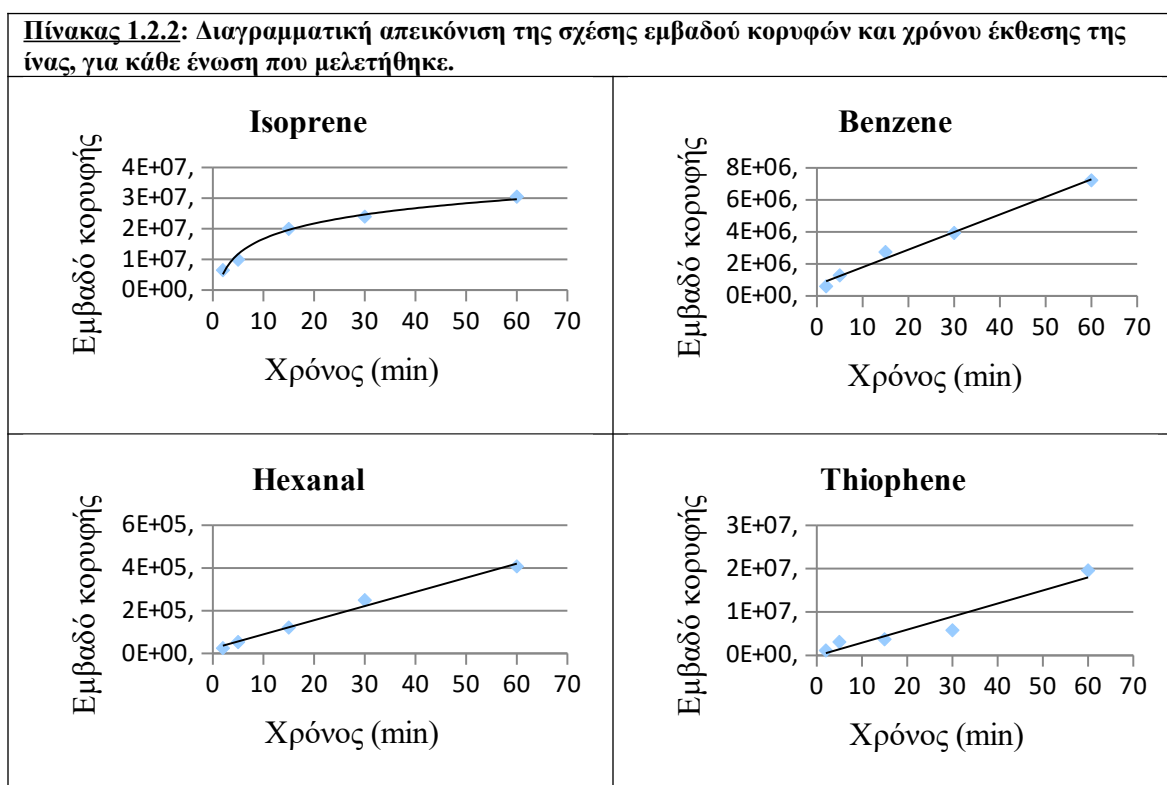 Πίνακας 1.2.2: Διαγραμματική απεικόνιση της σχέσης εμβαδού κορυφών και χρόνου έκθεσης της
ίνας, για κάθε ένωση που μελετήθηκε.
Isoprene
Εμβαδό κορυφής
4E+07,
3E+07,
2E+07,
1E+07,
0E+00,
0 10 20 30 40 50 60 70
Χρόνος (min)
Benzene
Εμβαδό κορυφής
8E+06,
6E+06,
4E+06,
2E+06,
0E+00,
0 10 20 30 40 50 60 70
Χρόνος (min)
Hexanal
Εμβαδό κορυφής
6E+05,
4E+05,
2E+05,
0E+00,
0 10 20 30 40 50 60 70
Χρόνος (min)
Thiophene
Εμβαδό κορυφής
3E+07,
2E+07,
1E+07,
0E+00,
0 10 20 30 40 50 60 70
Χρόνος (min)